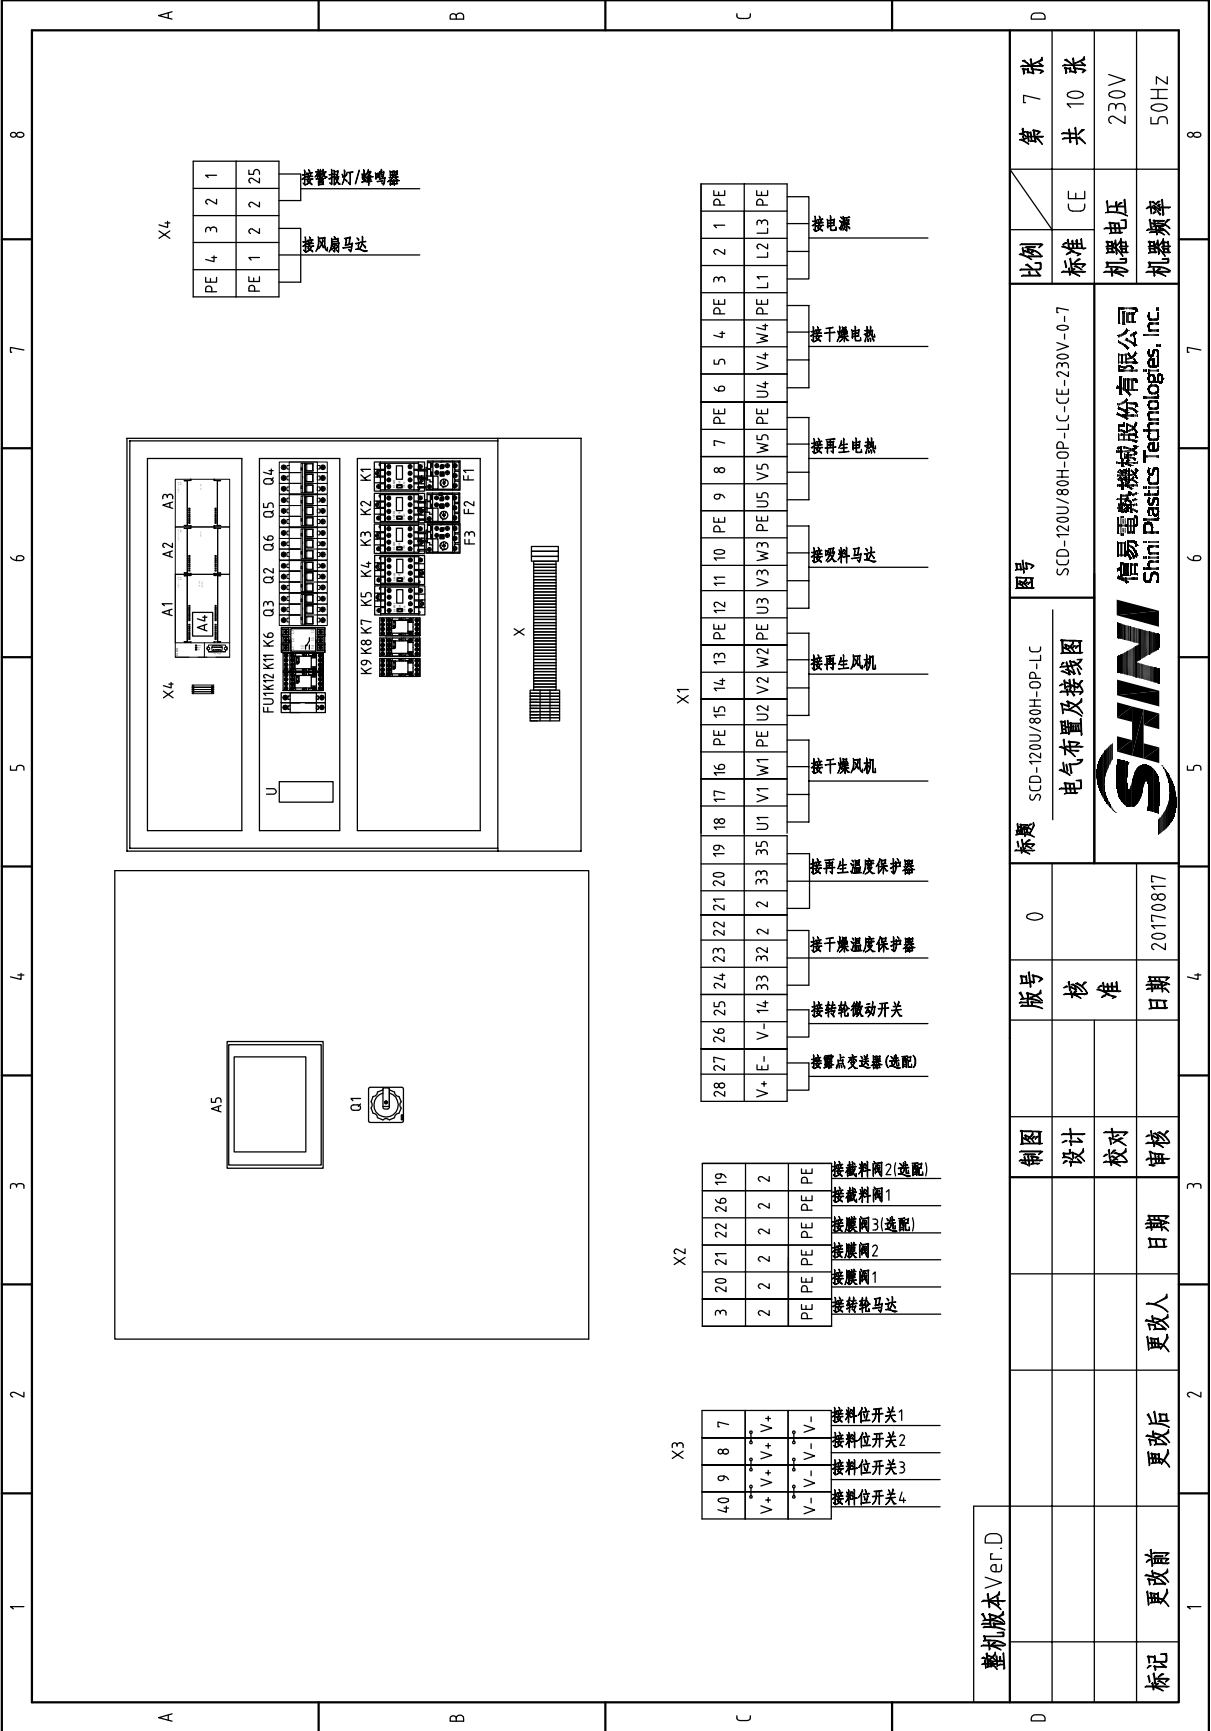 1 2 3 4 5 6 7 8
A
B
C
D
A5
Q1
X4 A1 A2 A3
A4
FU1 K12 K11 K6 Q3 Q2 Q6 Q5 Q4
U
K9 K8 K7 K5 K4 K3 K2 K1
F3 F2 F1
X
X4
PE 4 3 2 1
PE 1 2 2 25
接风扇马达
接警报灯/蜂鸣器
X3
40 9 8 7
V+ V+ V+ V+
V- V- V- V-
接料位开关4
接料位开关3
接料位开关2
接料位开关1
X2
3 20 21 22 26 19
2 2 2 2 2 2
PE PE PE PE PE PE
接转轮马达
接膜阀1
接膜阀2
接膜阀3(选配)
接截料阀1
接截料阀2(选配)
X1
28 27 26 25 24 23 22 21 20 19 18 17 16 PE 15 14 13 PE 12 11 10 PE 9 8 7 PE 6 5 4 PE 3 2 1 PE
V+ E- V- 14 33 32 2 2 33 35 U1 V1 W1 PE U2 V2 W2 PE U3 V3 W3 PE U5 V5 W5 PE U4 V4 W4 PE L1 L2 L3 PE
接露点变送器(选配)
接转轮微动开关
接干燥温度保护器
接再生温度保护器
接干燥风机
接再生风机
接吸料马达
接再生电热
接干燥电热
接电源
整机版本Ver.D
标记 更改前 更改后 更改人 日期
制图
设计
校对
审核
版号 0
核准
日期 20170817
标题 SCD-120U/80H-OP-LC
电气布置及接线图
图号
SCD-120U/80H-OP-LC-CE-230V-0-7
SHINI
信易電熱機械股份有限公司
Shini Plastics Technologies, Inc.
比例
第 7 张
标准 CE
共 10 张
机器电压 230V
机器频率 50Hz
A
B
C
D
1 2 3 4 5 6 7 8